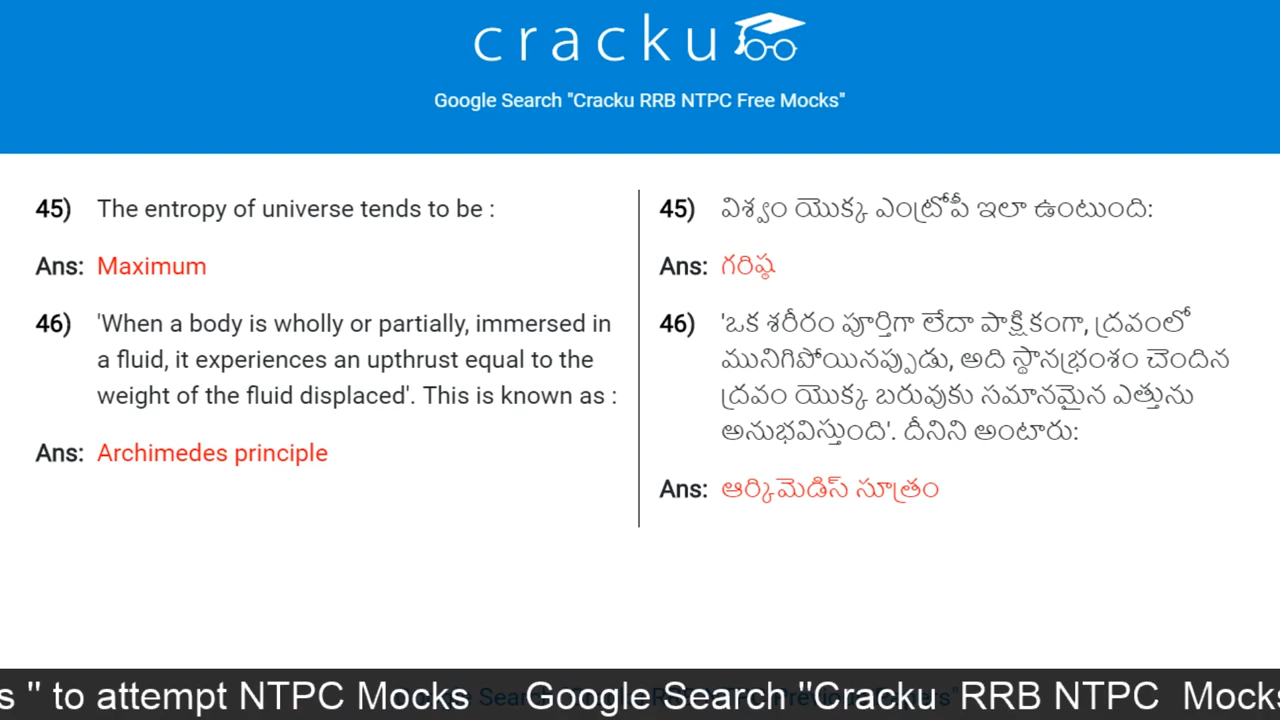 cracku
Google Search "Cracku RRB NTPC Free Mocks"
45) The entropy of universe tends to be :
Ans: Maximum
46) 'When a body is wholly or partially, immersed in
a fluid, it experiences an upthrust equal to the
weight of the fluid displaced'. This is known as :
Ans: Archimedes principle
45) విశ్వం యొక్క ఎంట్రోపీ ఇలా ఉంటుంది:
Ans: గరిష్ఠ
46) 'ఒక శరీరం పూర్తిగా లేదా పాక్షికంగా, ద్రవంలో
మునిగిపోయినప్పుడు, అది స్థానభ్రంశం చెందిన
ద్రవం యొక్క బరువుకు సమానమైన ఎత్తును
అనుభవిస్తుంది'. దీనిని అంటారు:
Ans: ఆర్కిమెడిస్ సూత్రం
s " to attempt NTPC Mocks Google Search "Cracku RRB NTPC Mocks